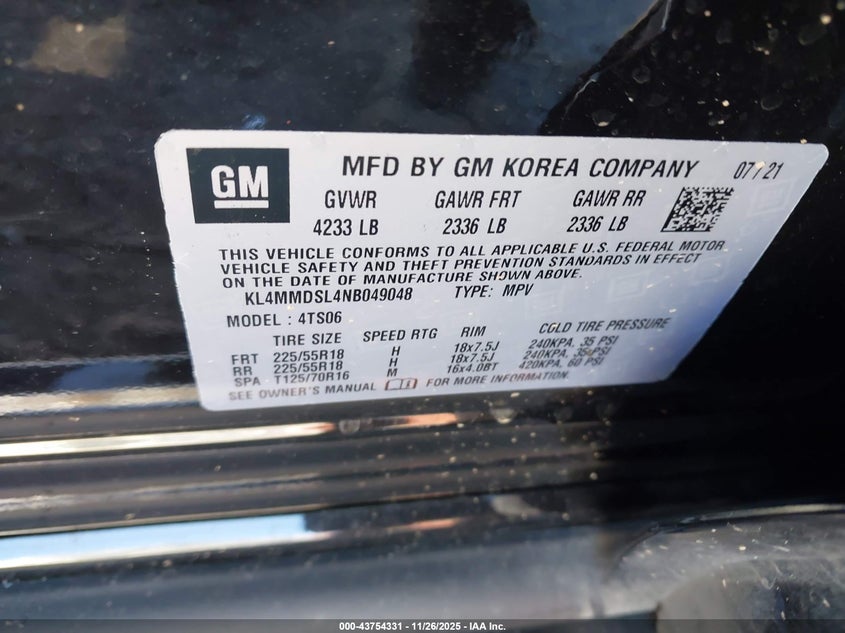 GM
MFD BY GM KOREA COMPANY 07/21
GVWR GAWR FRT GAWR RR
4233 LB 2336 LB 2336 LB
THIS VEHICLE CONFORMS TO ALL APPLICABLE U.S. FEDERAL MOTOR
VEHICLE SAFETY AND THEFT PREVENTION STANDARDS IN EFFECT
ON THE DATE OF MANUFACTURE SHOWN ABOVE.
KL4MMDSL4NB049048 TYPE: MPV
MODEL: 4TS06
TIRE SIZE SPEED RTG RIM COLD TIRE PRESSURE
FRT 225/55R18 H 18x7.5J 240KPA, 35 PSI
RR 225/55R18 H 18x7.5J 240KPA, 35 PSI
SPA T125/70R16 M 16x4.0BT 420KPA, 60 PSI
SEE OWNER'S MANUAL FOR MORE INFORMATION.
000-43754331 - 11/26/2025 - IAA Inc.